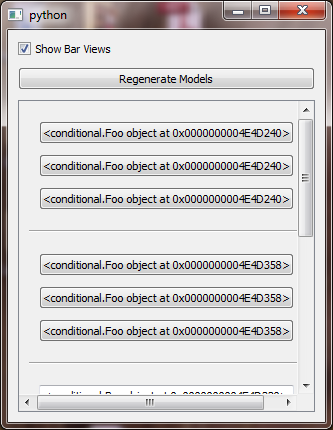 python
Show Bar Views
Regenerate Models
<conditional.Foo object at 0x0000000004E4D240>
<conditional.Foo object at 0x0000000004E4D240>
<conditional.Foo object at 0x0000000004E4D240>
<conditional.Foo object at 0x0000000004E4D358>
<conditional.Foo object at 0x0000000004E4D358>
<conditional.Foo object at 0x0000000004E4D358>